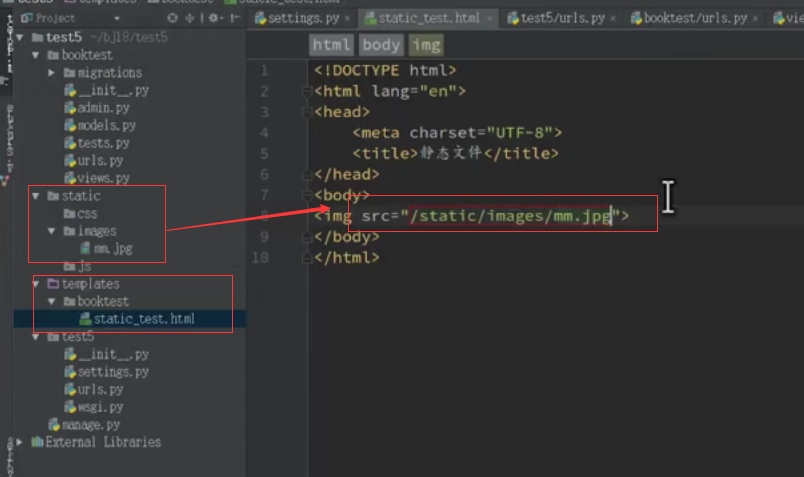 Project
test5 ~/bj18/test5
booktest
migrations
__init__.py
admin.py
models.py
tests.py
urls.py
views.py
static
css
images
mm.jpg
js
templates
booktest
static_test.html
test5
__init__.py
settings.py
urls.py
wsgi.py
manage.py
External Libraries
settings.py × static_test.html × test5/urls.py × booktest/urls.py ×
html body img
1 <!DOCTYPE html>
2 <html lang="en">
3 <head>
4 <meta charset="UTF-8">
5 <title>静态文件</title>
6 </head>
7 <body>
8 <img src="/static/images/mm.jpg">
9 </body>
10 </html>